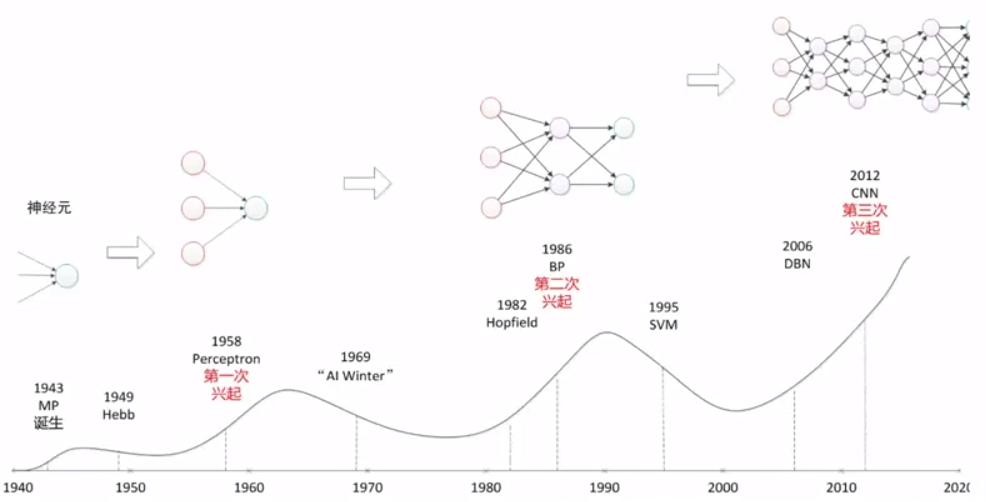 神经元
1943
MP
诞生
1949
Hebb
1958
Perceptron
第一次
兴起
1969
“AI Winter”
1982
Hopfield
1986
BP
第二次
兴起
1995
SVM
2006
DBN
2012
CNN
第三次
兴起
1940
1950
1960
1970
1980
1990
2000
2010